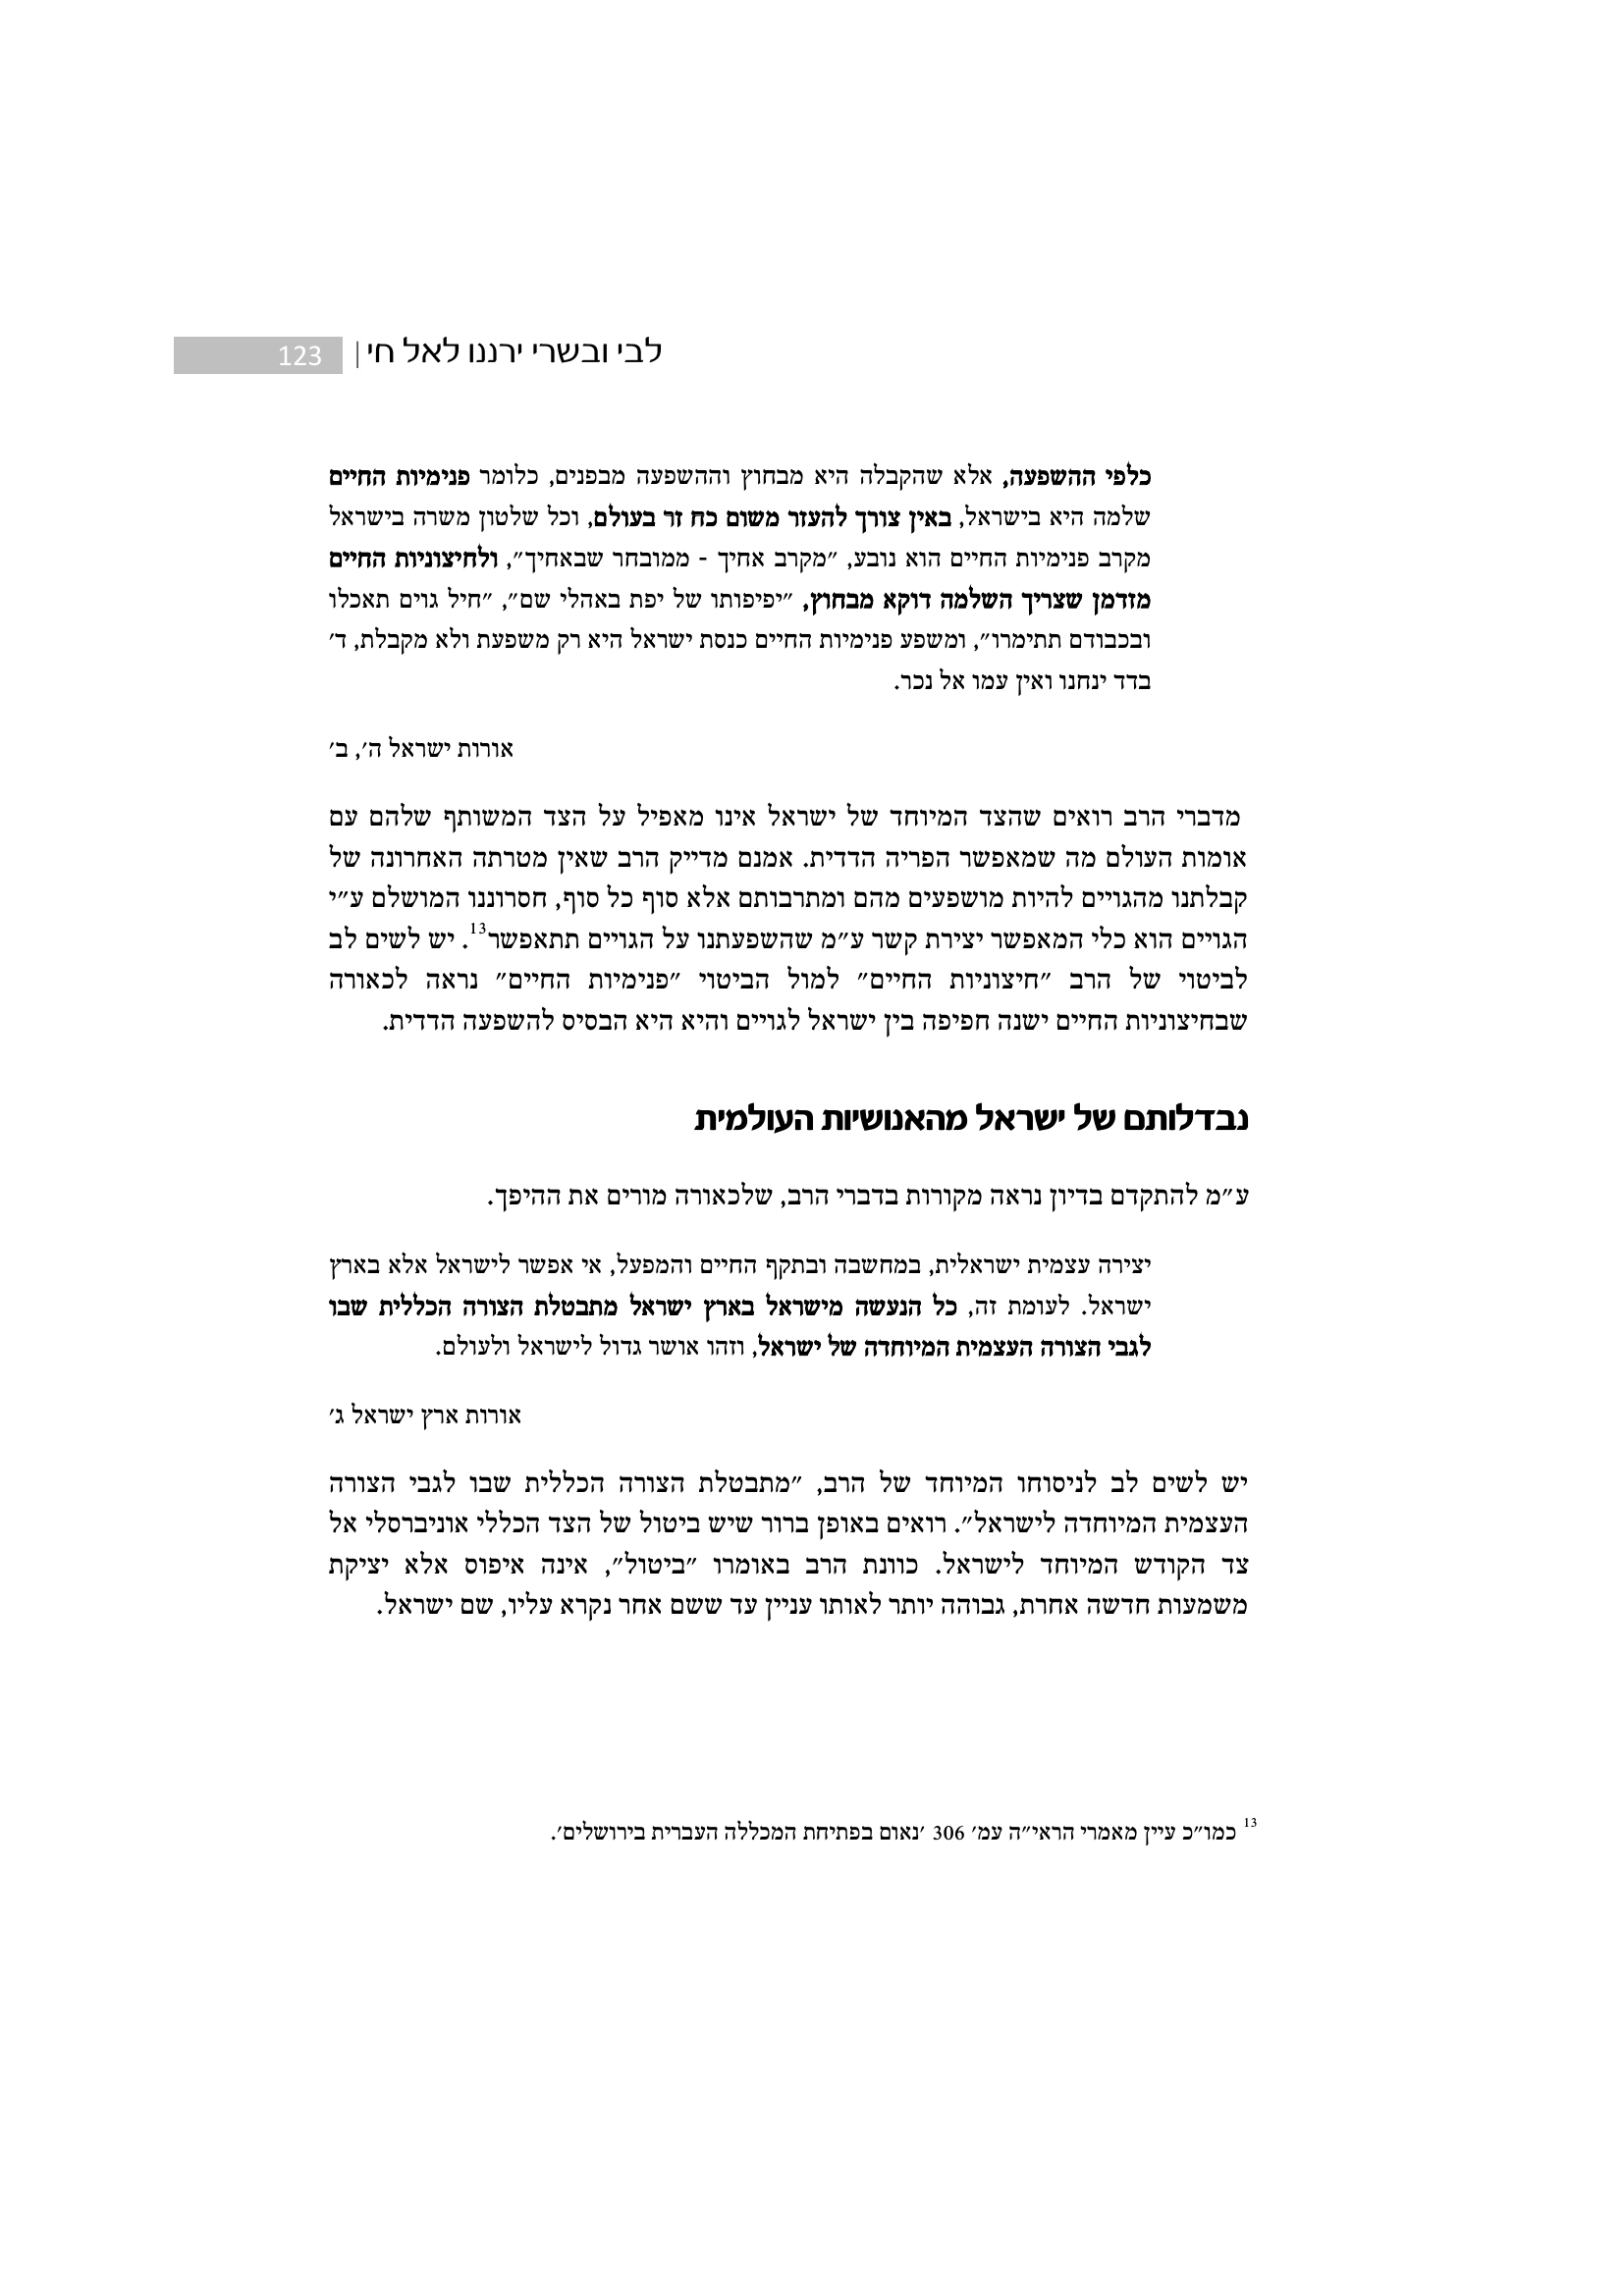 לבי ובשרי ירננו לאל חי | 123
כלפי ההשפעה, אלא שהקבלה היא מבחוץ וההשפעה מבפנים, כלומר פנימיות החיים
שלמה היא בישראל, באין צורך להעזר משום כח זר בעולם, וכל שלטון משרה בישראל
מקרב פנימיות החיים הוא נובע, ״מקרב אחיך - ממובחר שבאחיך״, ולחיצוניות החיים
מזדמן שצריך השלמה דוקא מבחוץ, ״יפיפותו של יפת באהלי שם״, ״חיל גוים תאכלו
ובכבודם תתימרו״, ומשפע פנימיות החיים כנסת ישראל היא רק משפעת ולא מקבלת, ד׳
בדד ינחנו ואין עמו אל נכר.
אורות ישראל ה׳, ב׳
מדברי הרב רואים שהצד המיוחד של ישראל אינו מאפיל על הצד המשותף שלהם עם
אומות העולם מה שמאפשר הפריה הדדית. אמנם מדייק הרב שאין מטרתה האחרונה של
קבלתנו מהגויים להיות מושפעים מהם ומתרבותם אלא סוף כל סוף, חסרוננו המושלם ע״י
הגויים הוא כלי המאפשר יצירת קשר ע״מ שהשפעתנו על הגויים תתאפשר13. יש לשים לב
לביטוי של הרב ״חיצוניות החיים״ למול הביטוי ״פנימיות החיים״ נראה לכאורה
שבחיצוניות החיים ישנה חפיפה בין ישראל לגויים והיא היא הבסיס להשפעה הדדית.
נבדלותם של ישראל מהאנושיות העולמית
ע״מ להתקדם בדיון נראה מקורות בדברי הרב, שלכאורה מורים את ההיפך.
יצירה עצמית ישראלית, במחשבה ובתקף החיים והמפעל, אי אפשר לישראל אלא בארץ
ישראל. לעומת זה, כל הנעשה מישראל בארץ ישראל מתבטלת הצורה הכללית שבו
לגבי הצורה העצמית המיוחדה של ישראל, וזהו אושר גדול לישראל ולעולם.
אורות ארץ ישראל ג׳
יש לשים לב לניסוחו המיוחד של הרב, ״מתבטלת הצורה הכללית שבו לגבי הצורה
העצמית המיוחדה לישראל״. רואים באופן ברור שיש ביטול של הצד הכללי אוניברסלי אל
צד הקודש המיוחד לישראל. כוונת הרב באומרו ״ביטול״, אינה איפוס אלא יציקת
משמעות חדשה אחרת, גבוהה יותר לאותו עניין עד ששם אחר נקרא עליו, שם ישראל.
13 כמו״כ עיין מאמרי הראי״ה עמ׳ 306 ׳נאום בפתיחת המכללה העברית בירושלים׳.